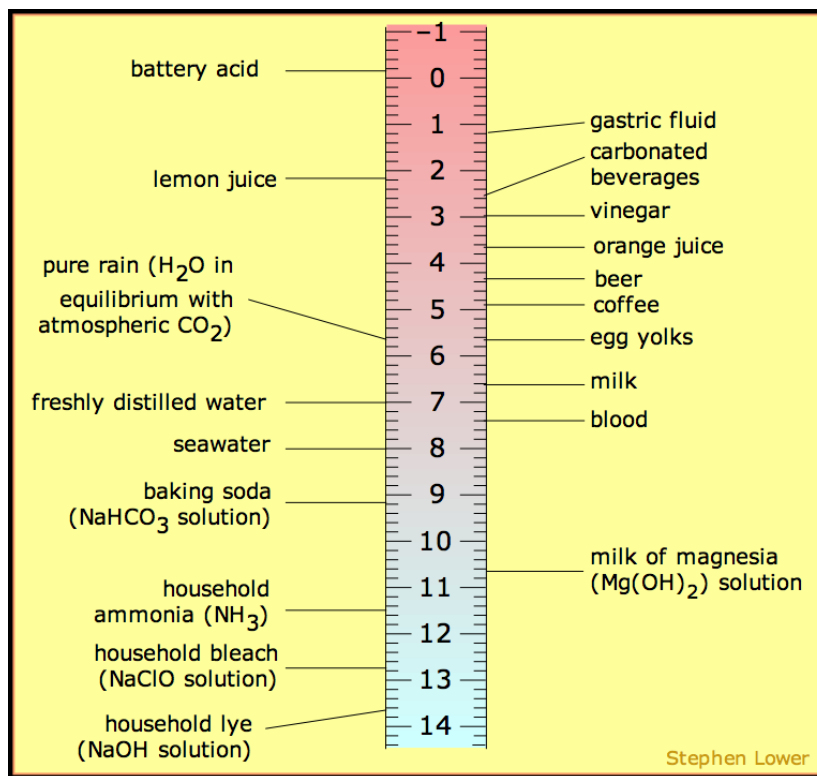 battery acid
lemon juice
pure rain (H₂O in
equilibrium with
atmospheric CO₂)
freshly distilled water
seawater
baking soda
(NaHCO₃ solution)
household
ammonia (NH₃)
household bleach
(NaClO solution)
household lye
(NaOH solution)
−1
0
1
2
3
4
5
6
7
8
9
10
11
12
13
14
gastric fluid
carbonated
beverages
vinegar
orange juice
beer
coffee
egg yolks
milk
blood
milk of magnesia
(Mg(OH)₂) solution
Stephen Lower